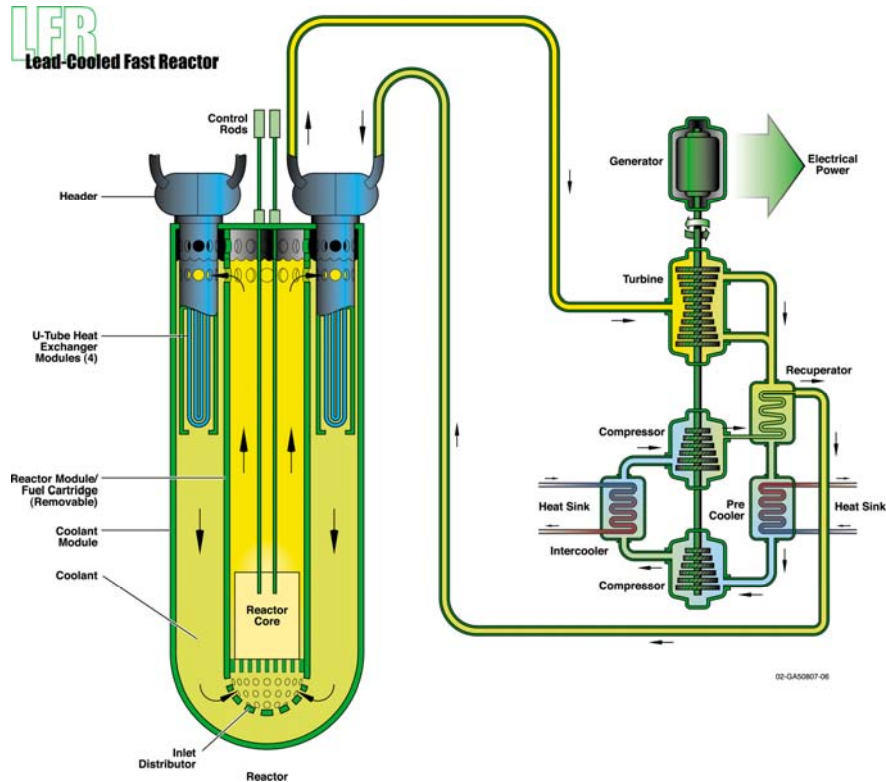 LFR
Lead-Cooled Fast Reactor
Control
Rods
Header
U-Tube Heat
Exchanger
Modules (4)
Reactor Module/
Fuel Cartridge
(Removable)
Coolant
Module
Coolant
Reactor
Core
Inlet
Distributor
Reactor
Generator
Electrical
Power
Turbine
Recuperator
Compressor
Heat Sink
Intercooler
Pre
Cooler
Heat Sink
Compressor
02-GA50807-06